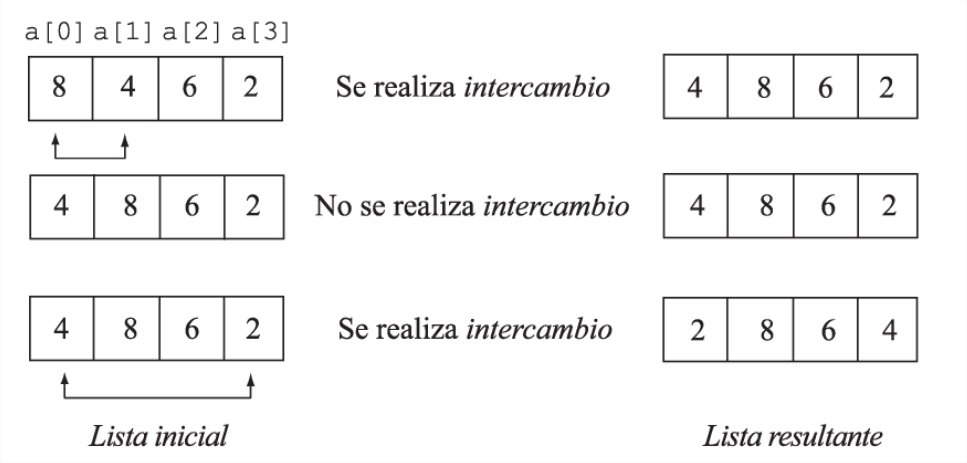 a[0] a[1] a[2] a[3]
8 4 6 2 Se realiza intercambio 4 8 6 2
4 8 6 2 No se realiza intercambio 4 8 6 2
4 8 6 2 Se realiza intercambio 2 8 6 4
Lista inicial Lista resultante